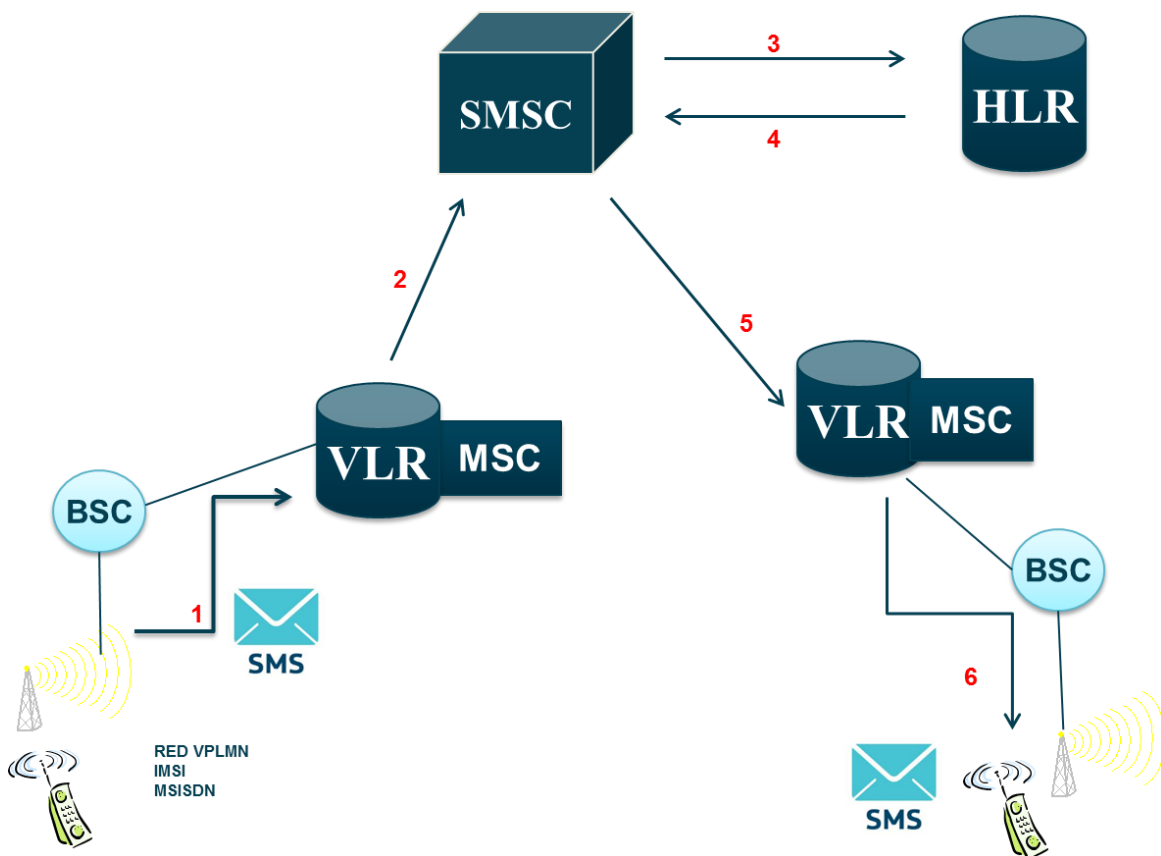 3
SMSC
HLR
4
2
5
VLR
MSC
VLR
MSC
BSC
BSC
1
SMS
6
RED VPLMN
IMSI
MSISDN
SMS